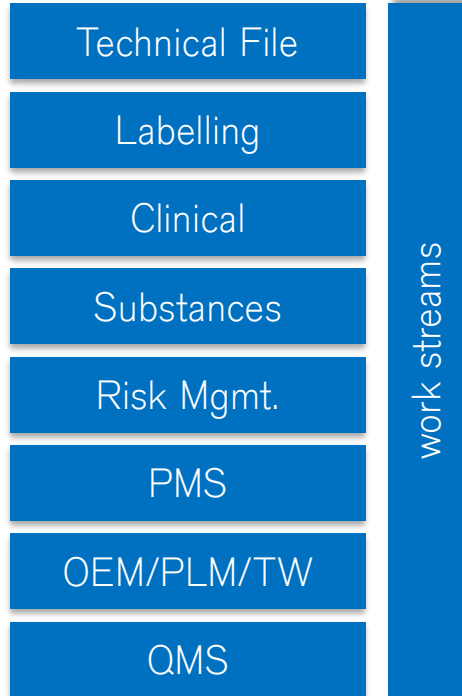 Technical File
Labelling
Clinical
Substances
Risk Mgmt.
PMS
OEM/PLM/TW
QMS
work streams